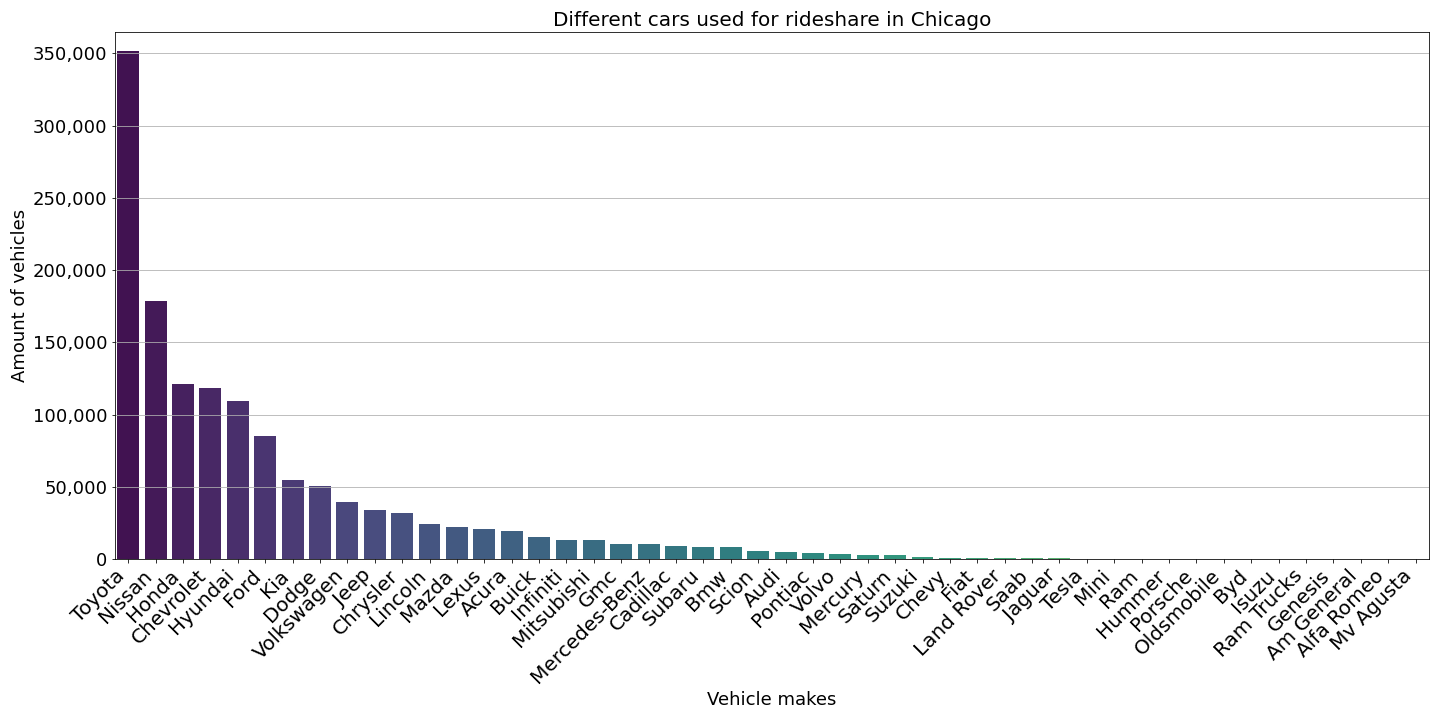 Different cars used for rideshare in Chicago
Amount of vehicles
350,000
300,000
250,000
200,000
150,000
100,000
50,000
0
Toyota
Nissan
Honda
Chevrolet
Hyundai
Ford
Kia
Dodge
Volkswagen
Jeep
Chrysler
Lincoln
Mazda
Lexus
Acura
Buick
Infiniti
Mitsubishi
Gmc
Mercedes-Benz
Cadillac
Subaru
Bmw
Scion
Audi
Pontiac
Volvo
Mercury
Saturn
Suzuki
Chevy
Fiat
Land Rover
Saab
Jaguar
Tesla
Mini
Ram
Hummer
Porsche
Oldsmobile
Byd
Isuzu
Ram Trucks
Genesis
Am General
Alfa Romeo
Mv Agusta
Vehicle makes